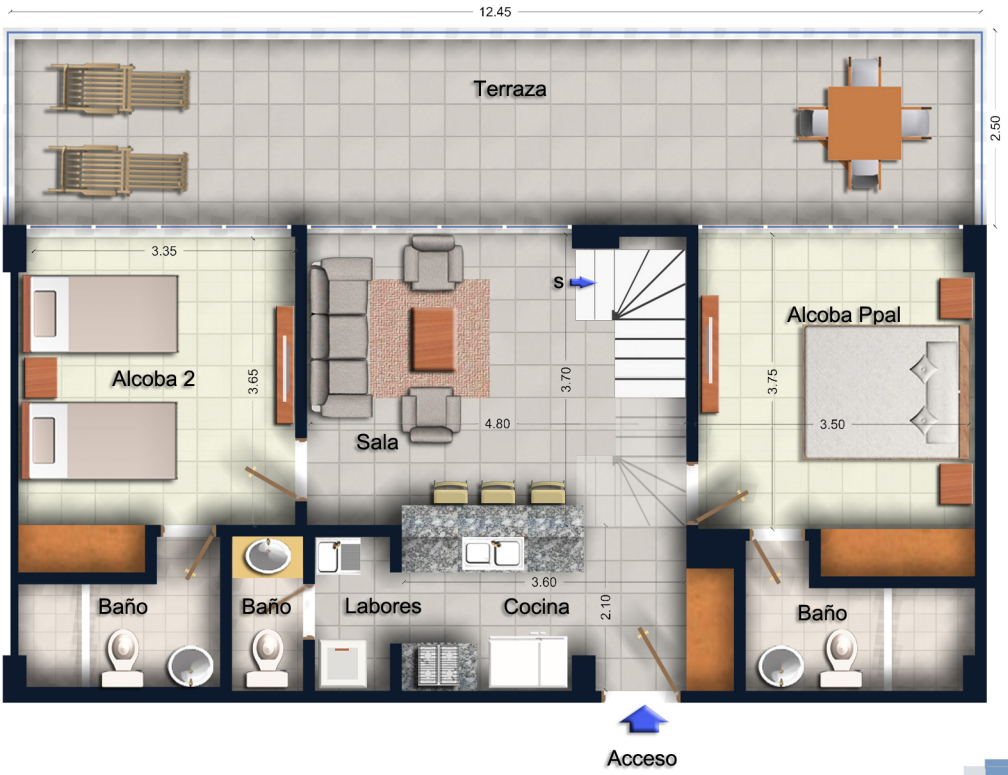 12.45
Terraza
2.50
3.35
S
Alcoba Ppal
Alcoba 2
3.65
3.70
3.75
Sala
4.80
3.50
3.60
Baño
Baño
Labores
Cocina
2.10
Baño
Acceso